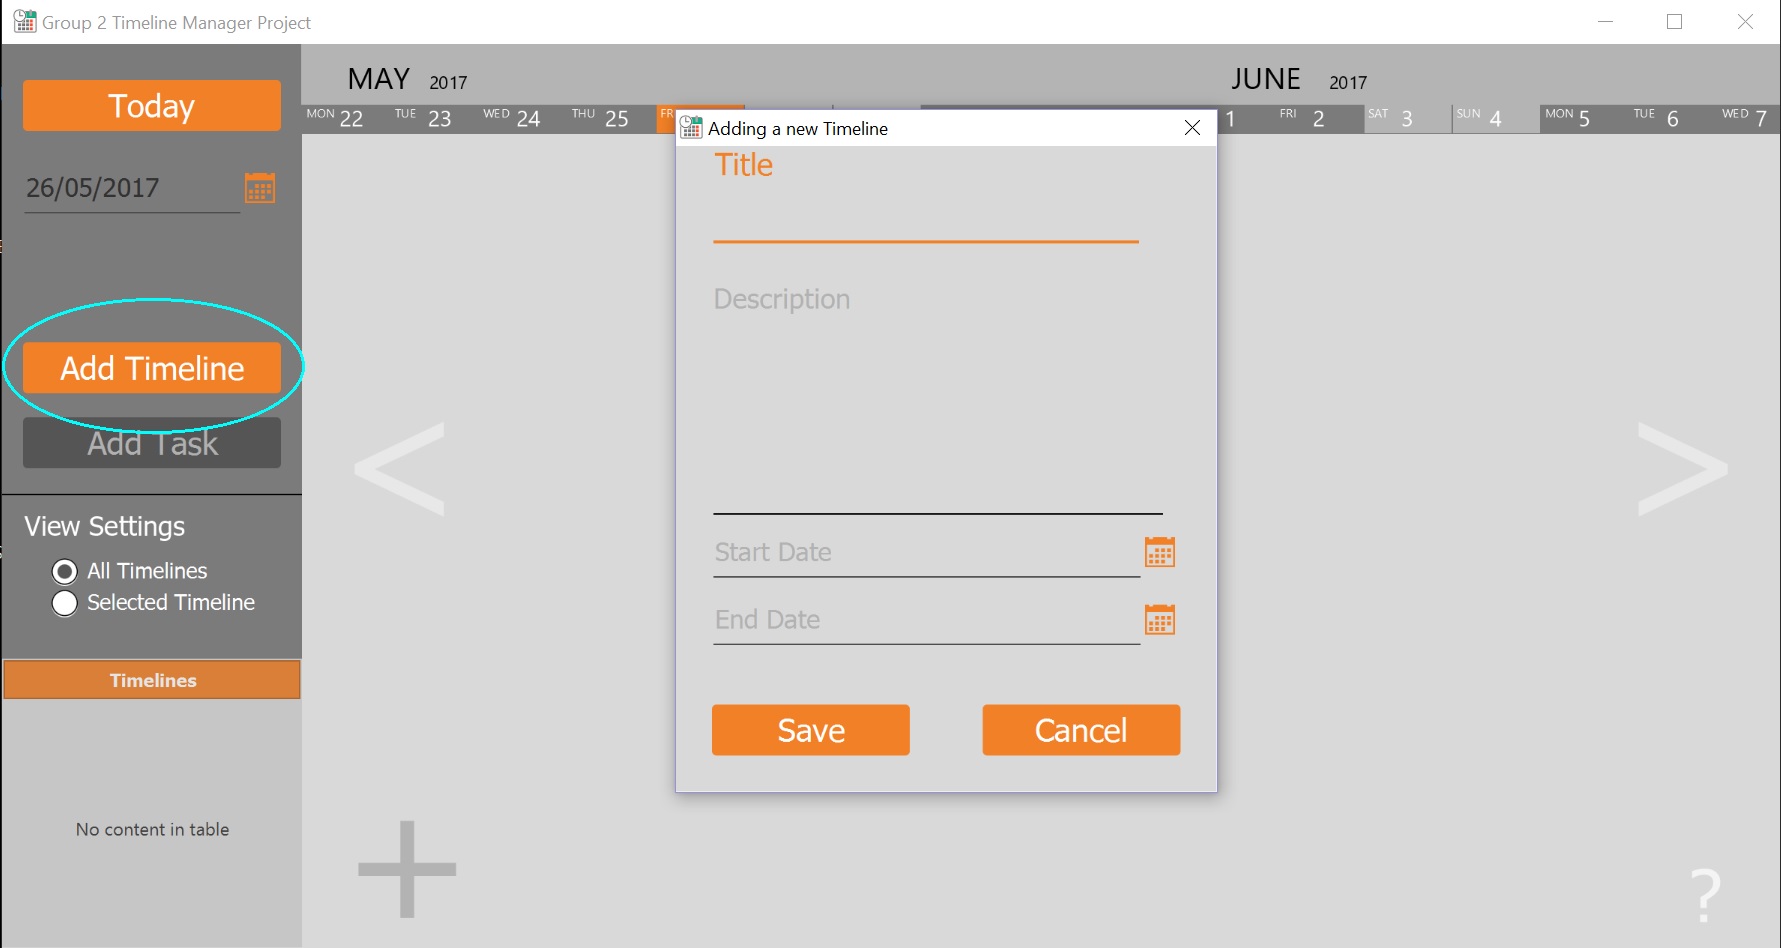 Group 2 Timeline Manager Project
Today
26/05/2017
Add Timeline
Add Task
View Settings
All Timelines
Selected Timeline
Timelines
No content in table
MAY 2017
JUNE 2017
MON 22 TUE 23 WED 24 THU 25 FR
1 FRI 2 SAT 3 SUN 4 MON 5 TUE 6 WED 7
<
>
+
?
Adding a new Timeline
Title
Description
Start Date
End Date
Save
Cancel